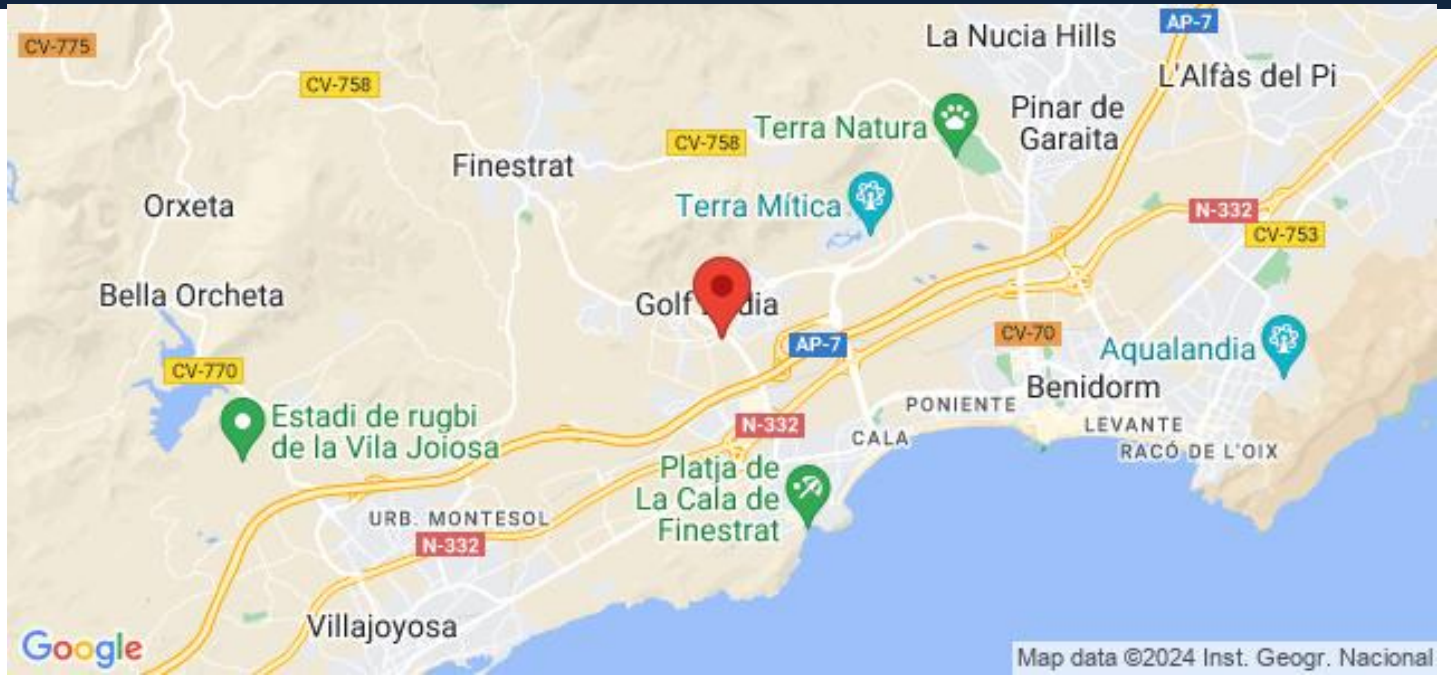 AP-7
La Nucia Hills
CV-775
L'Alfàs del Pi
CV-758
Pinar de
Garaita
Terra Natura
CV-758
Finestrat
Orxeta
Terra Mítica
N-332
CV-753
Bella Orcheta
Golf
dia
CV-70
AP-7
Aqualandia
CV-770
Benidorm
PONIENTE
Estadi de rugbi
de la Vila Joiosa
N-332
LEVANTE
CALA
RACÓ DE L'OIX
Platja de
La Cala de
Finestrat
URB. MONTESOL
N-332
Villajoyosa
Google
Map data ©2024 Inst. Geogr. Nacional